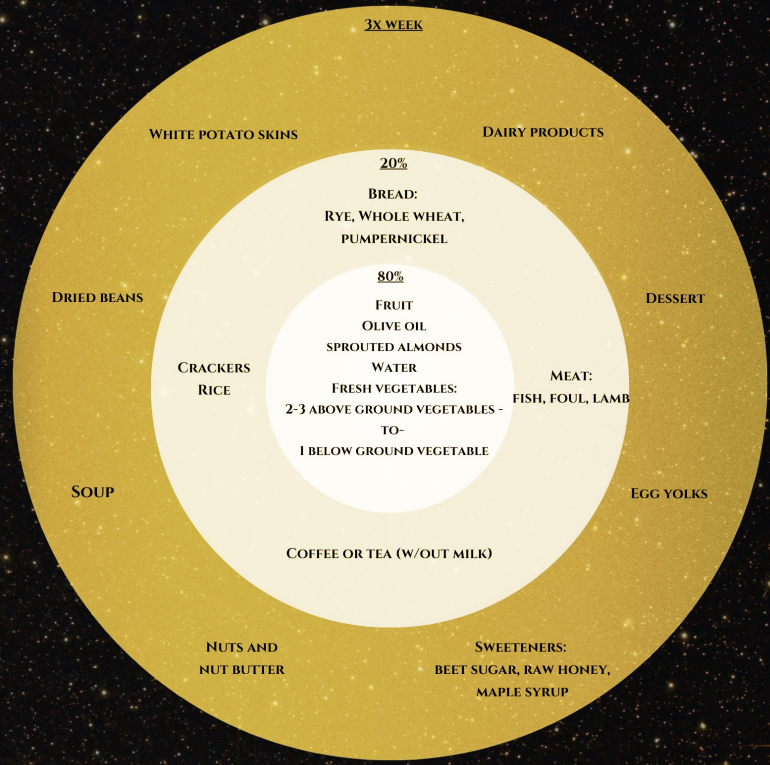 3x week
White potato skins
Dairy products
20%
Bread:
Rye, Whole wheat,
pumpernickel
80%
Fruit
Olive oil
sprouted almonds
Water
Fresh vegetables:
2-3 above ground vegetables -
to-
1 below ground vegetable
Dried beans
Dessert
Crackers
Rice
Meat:
fish, foul, lamb
Soup
Egg yolks
Coffee or tea (w/out milk)
Nuts and
nut butter
Sweeteners:
beet sugar, raw honey,
maple syrup